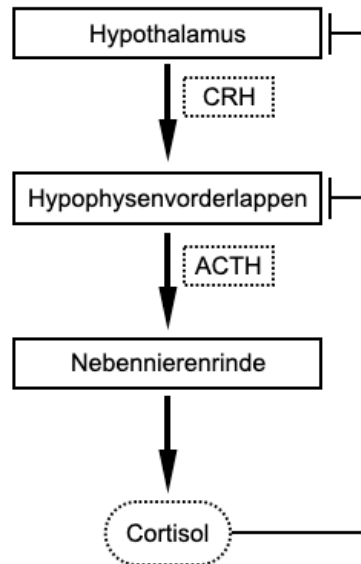 Hypothalamus
CRH
Hypophysenvorderlappen
ACTH
Nebennierenrinde
Cortisol